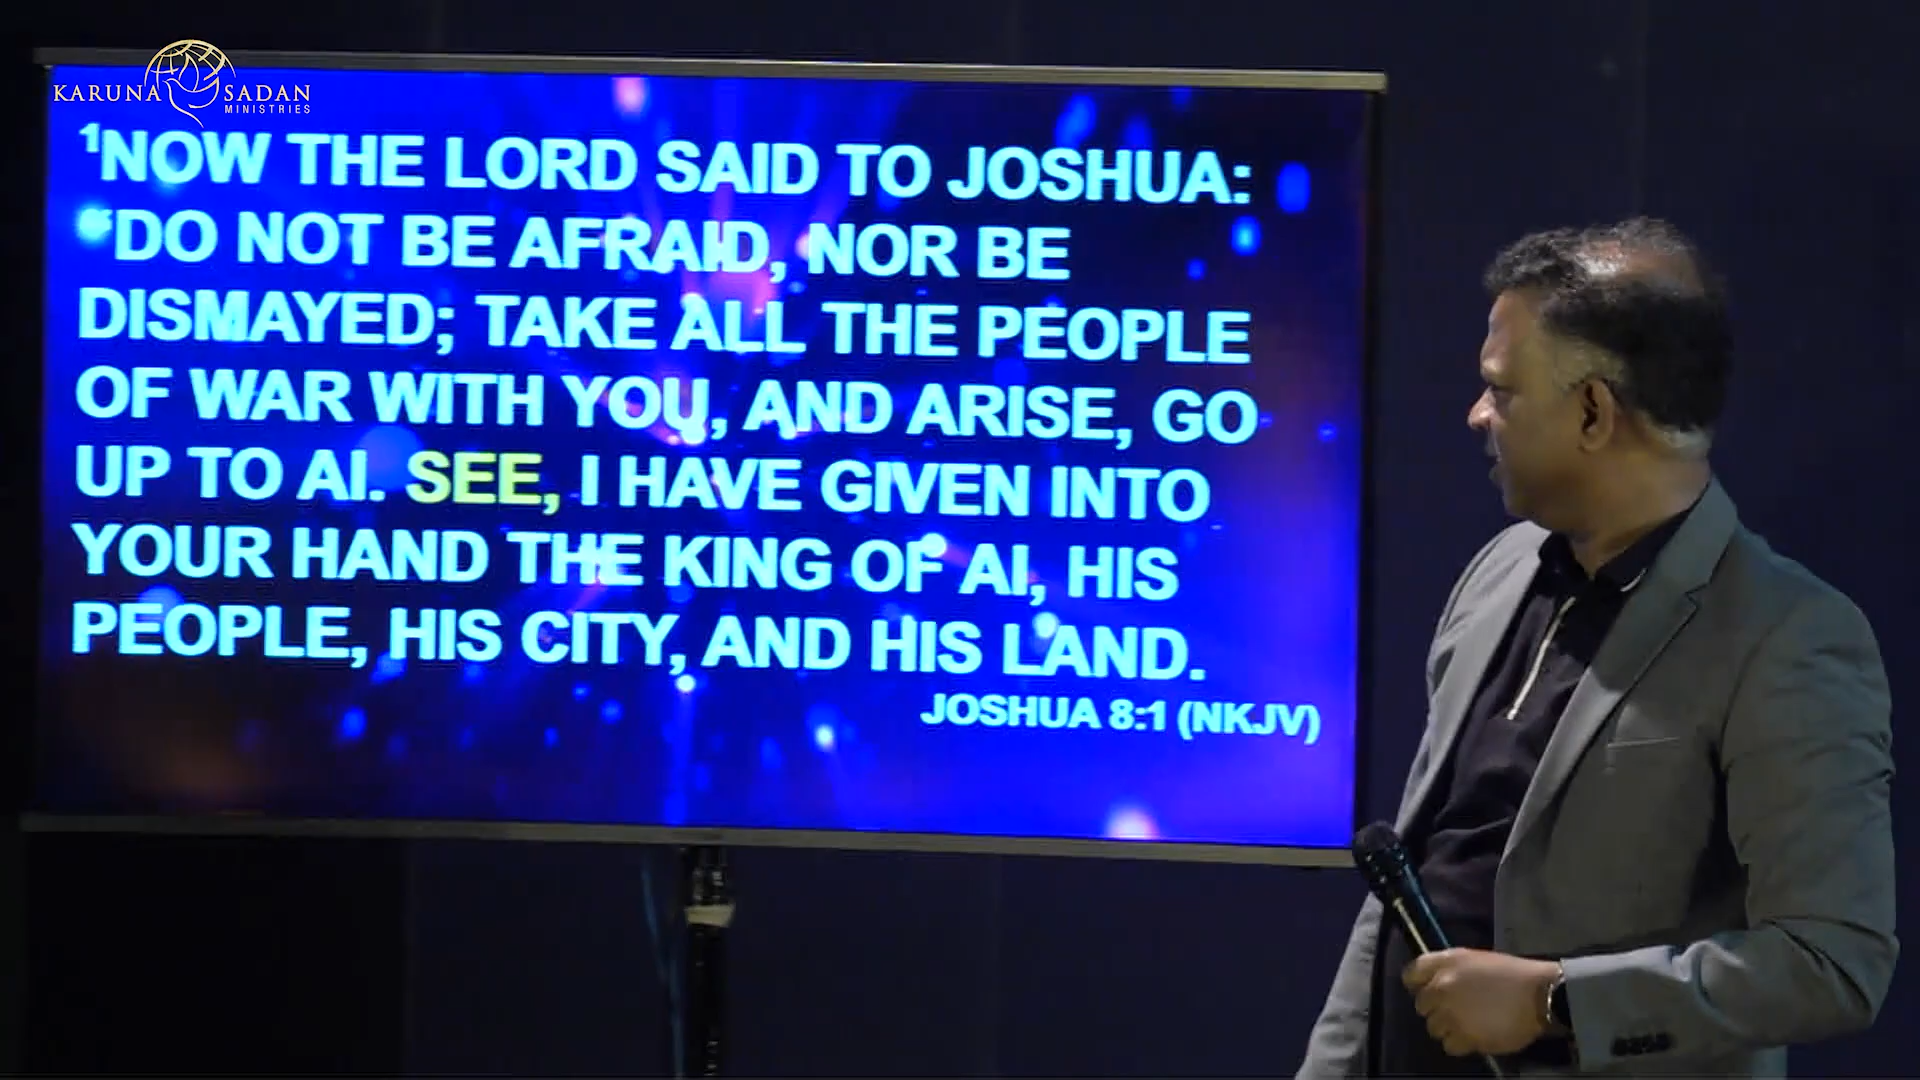 KARUNA SADAN
MINISTRIES
¹NOW THE LORD SAID TO JOSHUA:
“DO NOT BE AFRAID, NOR BE
DISMAYED; TAKE ALL THE PEOPLE
OF WAR WITH YOU, AND ARISE, GO
UP TO AI. SEE, I HAVE GIVEN INTO
YOUR HAND THE KING OF AI, HIS
PEOPLE, HIS CITY, AND HIS LAND.
JOSHUA 8:1 (NKJV)